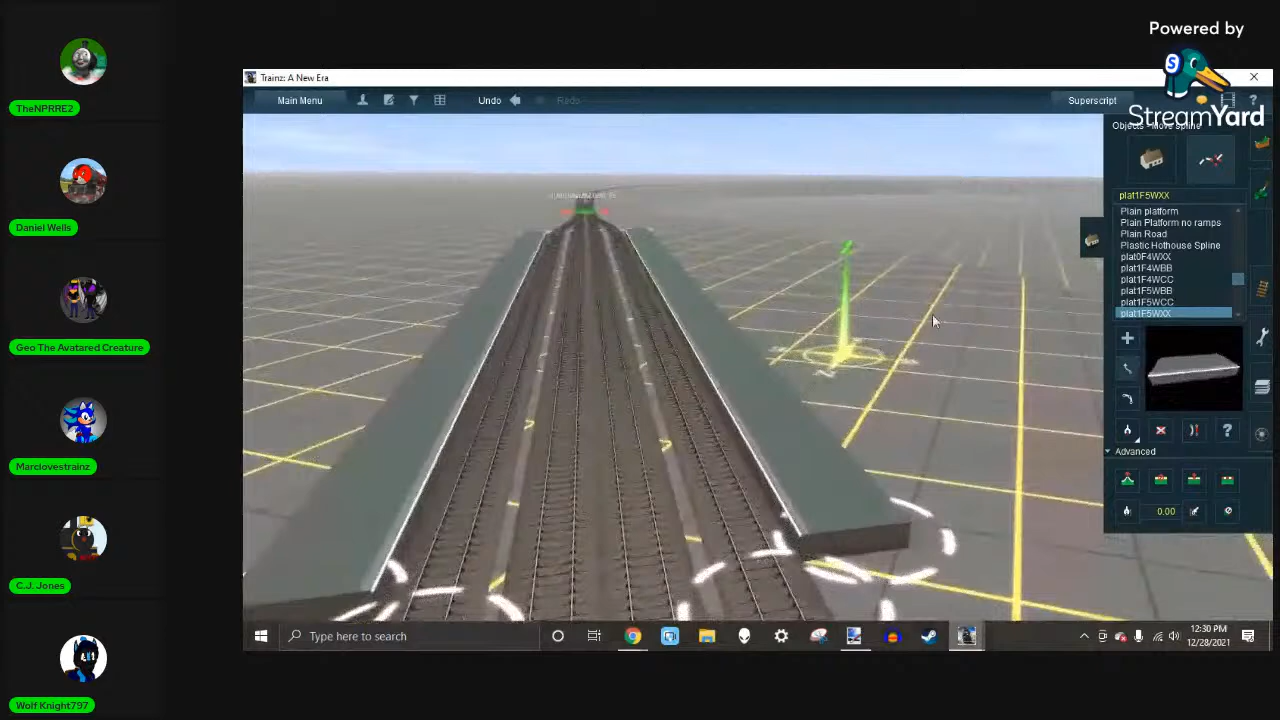 Powered by
StreamYard
TheNPRRE2
Daniel Wells
Geo The Avatared Creature
Marclovestrainz
C.J. Jones
Wolf Knight797
Trainz: A New Era
Main Menu
Undo
Redo
Superscript
?
Objects - Move Spline
plat1F5WXX
Plain platform
Plain Platform no ramps
Plain Road
Plastic Hothouse Spline
plat0F4WXX
plat1F4WBB
plat1F4WCC
plat1F5WBB
plat1F5WCC
plat1F5WXX
?
Advanced
0.00
Type here to search
12:30 PM
12/28/2021